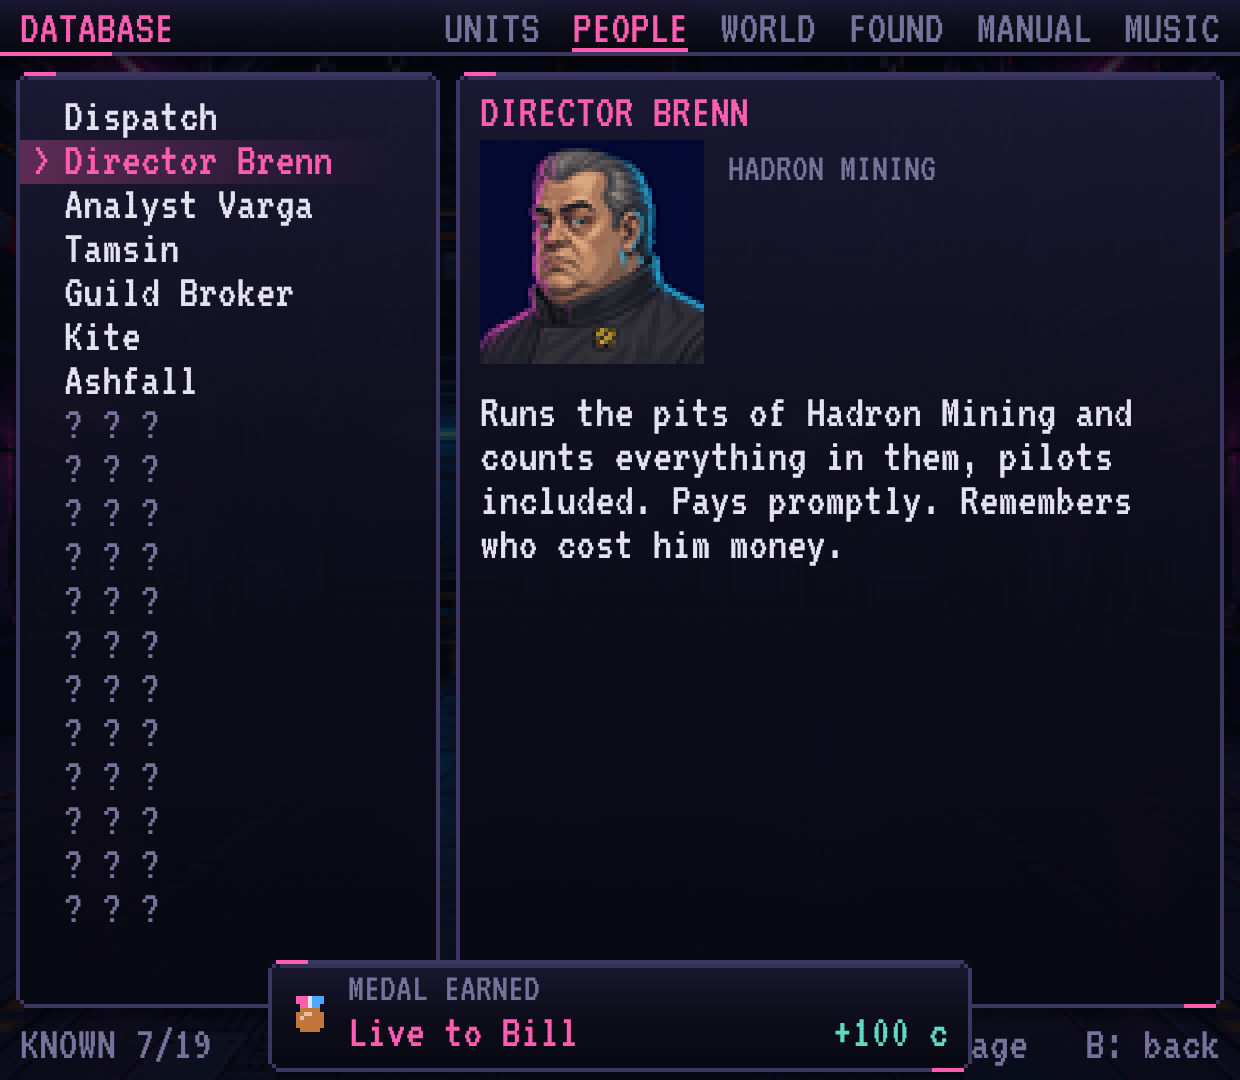 DATABASE UNITS PEOPLE WORLD FOUND MANUAL MUSIC
Dispatch
> Director Brenn
Analyst Varga
Tamsin
Guild Broker
Kite
Ashfall
? ? ?
? ? ?
? ? ?
? ? ?
? ? ?
? ? ?
? ? ?
? ? ?
? ? ?
? ? ?
? ? ?
? ? ?
DIRECTOR BRENN
HADRON MINING
Runs the pits of Hadron Mining and
counts everything in them, pilots
included. Pays promptly. Remembers
who cost him money.
MEDAL EARNED
Live to Bill +100 c
KNOWN 7/19 age B: back